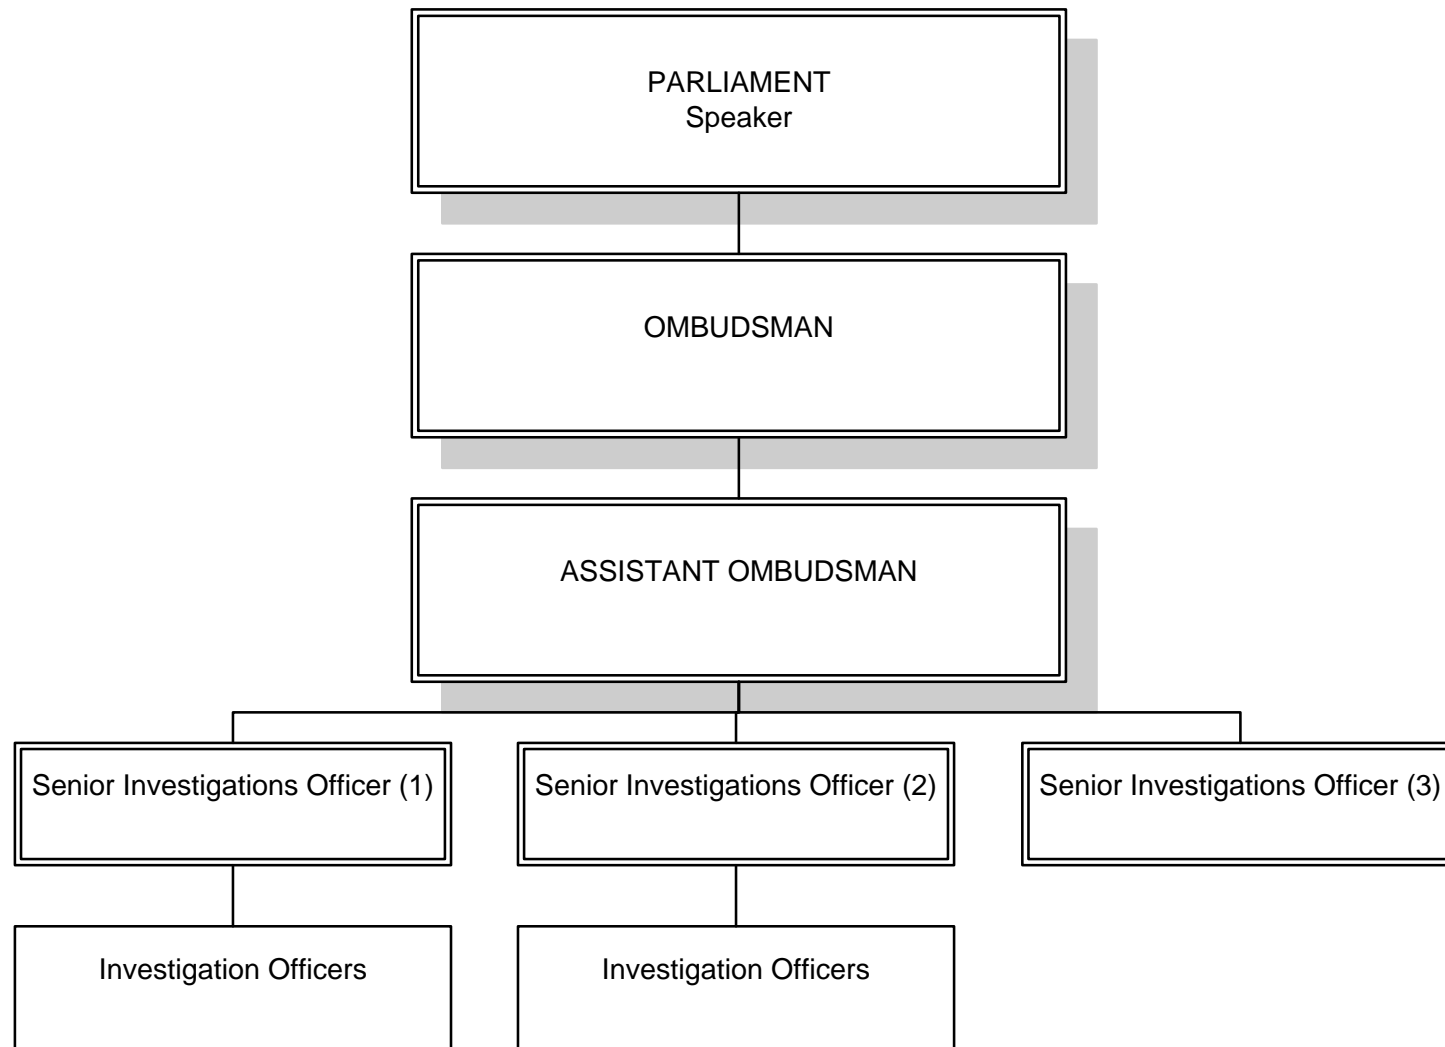 PARLIAMENT
Speaker
OMBUDSMAN
ASSISTANT OMBUDSMAN
Senior Investigations Officer (1)
Senior Investigations Officer (2)
Senior Investigations Officer (3)
Investigation Officers
Investigation Officers